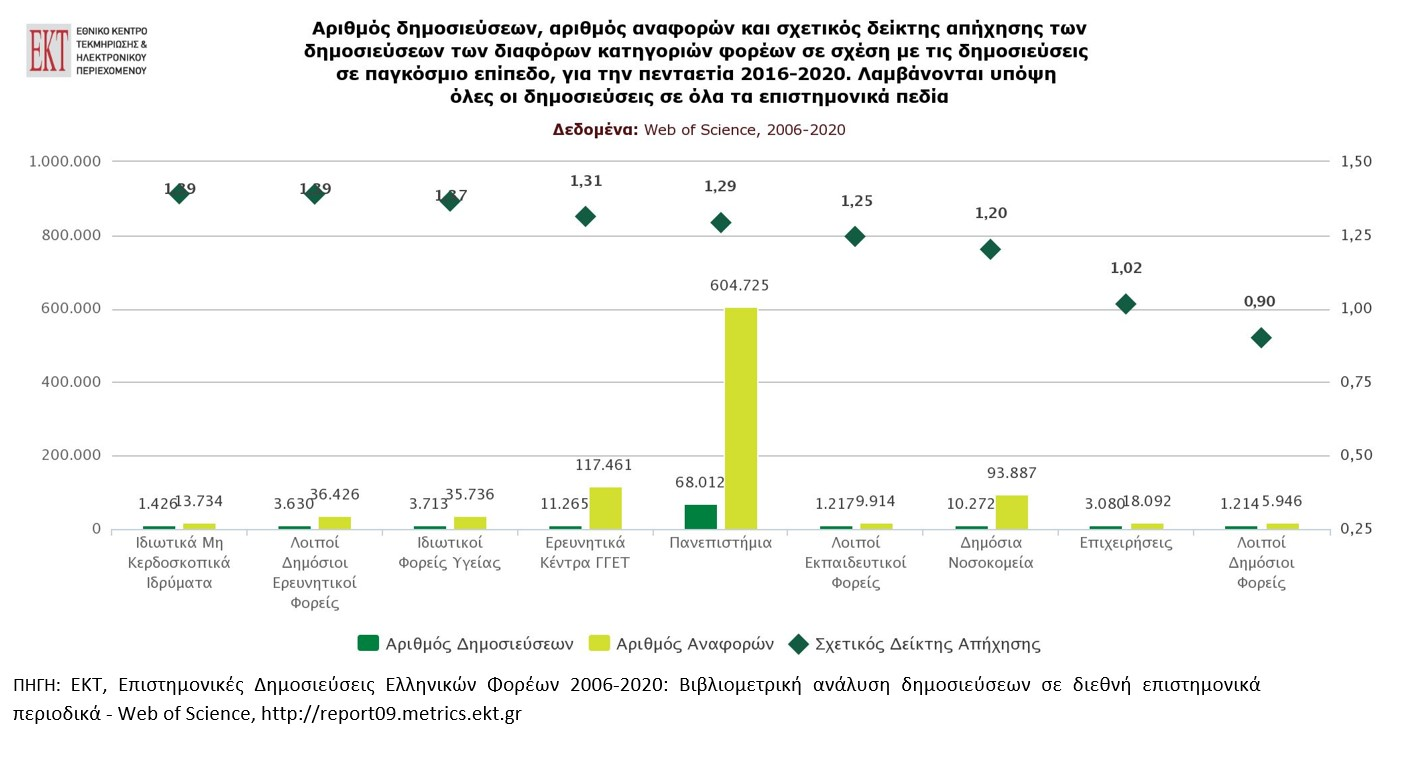 ΕΚΤ
ΕΘΝΙΚΟ ΚΕΝΤΡΟ
ΤΕΚΜΗΡΙΩΣΗΣ &
ΗΛΕΚΤΡΟΝΙΚΟΥ
ΠΕΡΙΕΧΟΜΕΝΟΥ
Αριθμός δημοσιεύσεων, αριθμός αναφορών και σχετικός δείκτης απήχησης των
δημοσιεύσεων των διαφόρων κατηγοριών φορέων σε σχέση με τις δημοσιεύσεις
σε παγκόσμιο επίπεδο, για την πενταετία 2016-2020. Λαμβάνονται υπόψη
όλες οι δημοσιεύσεις σε όλα τα επιστημονικά πεδία
Δεδομένα: Web of Science, 2006-2020
1.000.000
800.000
600.000
400.000
200.000
0
1,50
1,25
1,00
0,75
0,50
0,25
1,39
1,39
1,37
1,31
1,29
1,25
1,20
1,02
0,90
1.426 13.734
3.630 36.426
3.713 35.736
11.265 117.461
68.012 604.725
1.217 9.914
10.272 93.887
3.080 18.092
1.214 5.946
Ιδιωτικά Μη
Κερδοσκοπικά
Ιδρύματα
Λοιποί
Δημόσιοι
Ερευνητικοί
Φορείς
Ιδιωτικοί
Φορείς Υγείας
Ερευνητικά
Κέντρα ΓΓΕΤ
Πανεπιστήμια
Λοιποί
Εκπαιδευτικοί
Φορείς
Δημόσια
Νοσοκομεία
Επιχειρήσεις
Λοιποί
Δημόσιοι
Φορείς
Αριθμός Δημοσιεύσεων Αριθμός Αναφορών Σχετικός Δείκτης Απήχησης
ΠΗΓΗ: ΕΚΤ, Επιστημονικές Δημοσιεύσεις Ελληνικών Φορέων 2006-2020: Βιβλιομετρική ανάλυση δημοσιεύσεων σε διεθνή επιστημονικά
περιοδικά - Web of Science, http://report09.metrics.ekt.gr